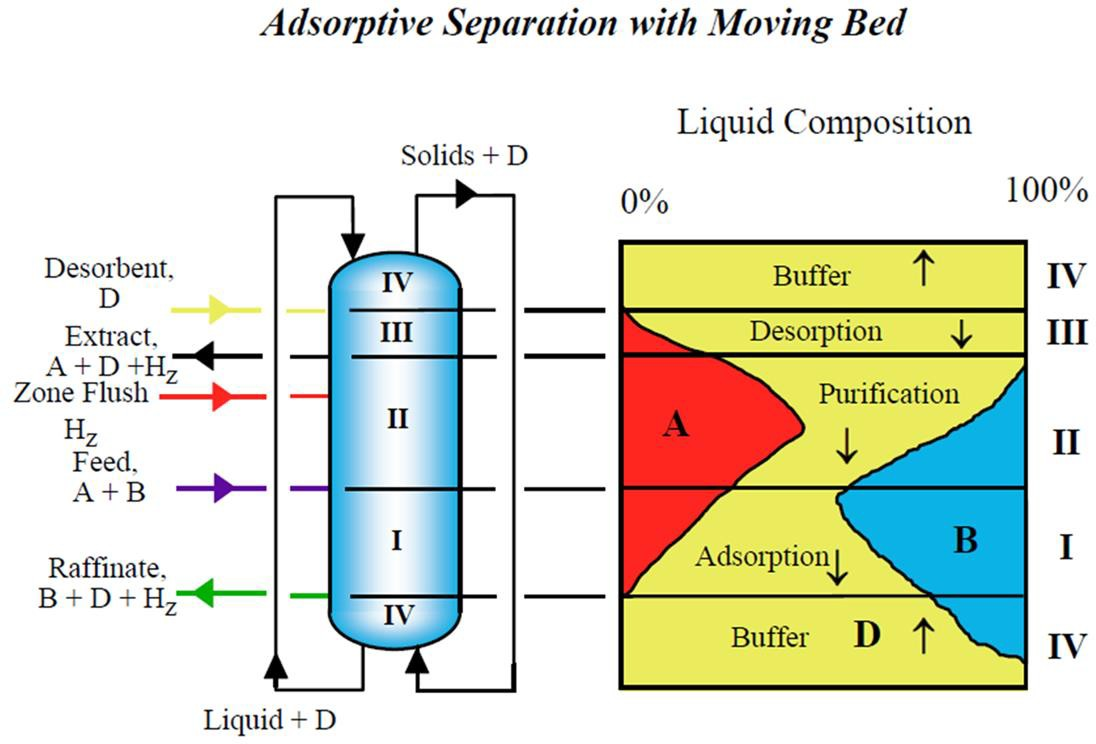 Adsorptive Separation with Moving Bed
Liquid Composition
Solids + D
0%
100%
Desorbent,
D
Extract,
A + D +Hz
Zone Flush
Hz
Feed,
A + B
Raffinate,
B + D + Hz
Liquid + D
IV
III
II
I
IV
Buffer
Desorption
Purification
A
B
Adsorption
Buffer
D
IV
III
II
I
IV